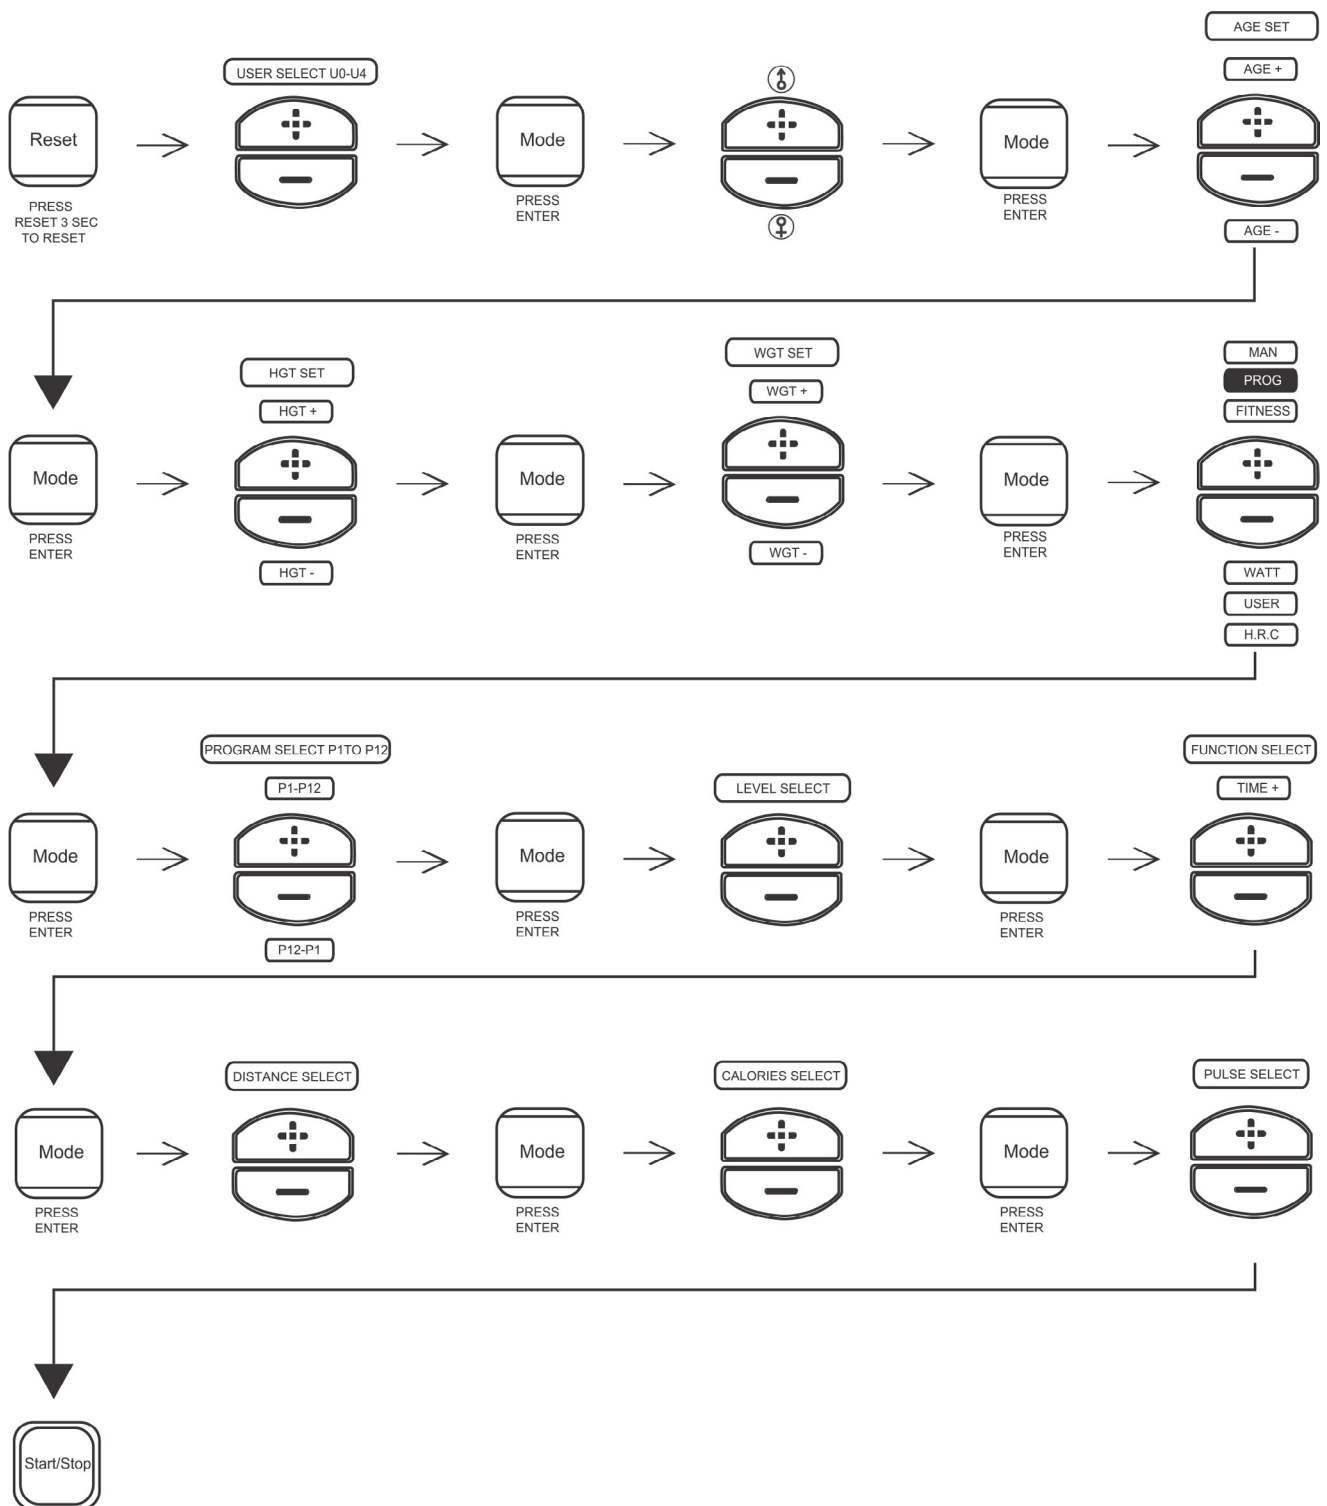 AGE SET
USER SELECT U0-U4
AGE +
Reset
Mode
Mode
PRESS
RESET 3 SEC
TO RESET
PRESS
ENTER
PRESS
ENTER
AGE -
HGT SET
WGT SET
MAN
PROG
HGT +
WGT +
FITNESS
Mode
Mode
Mode
PRESS
ENTER
PRESS
ENTER
PRESS
ENTER
HGT -
WGT -
WATT
USER
H.R.C
PROGRAM SELECT P1TO P12
FUNCTION SELECT
P1-P12
LEVEL SELECT
TIME +
Mode
Mode
Mode
PRESS
ENTER
PRESS
ENTER
PRESS
ENTER
P12-P1
DISTANCE SELECT
CALORIES SELECT
PULSE SELECT
Mode
Mode
Mode
PRESS
ENTER
PRESS
ENTER
PRESS
ENTER
Start/Stop